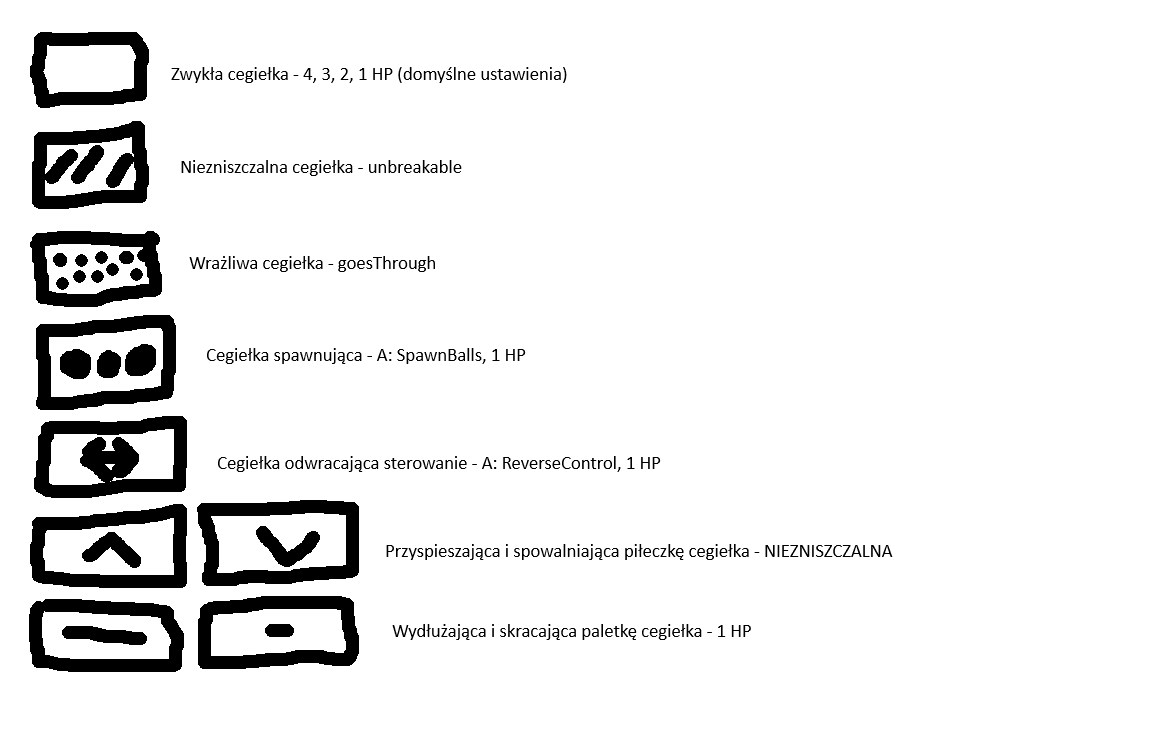 Zwykła cegiełka - 4, 3, 2, 1 HP (domyślne ustawienia)
Niezniszczalna cegiełka - unbreakable
Wrażliwa cegiełka - goesThrough
Cegiełka spawnująca - A: SpawnBalls, 1 HP
Cegiełka odwracająca sterowanie - A: ReverseControl, 1 HP
Przyspieszająca i spowalniająca piłeczkę cegiełka - NIEZNISZCZALNA
Wydłużająca i skracająca paletkę cegiełka - 1 HP